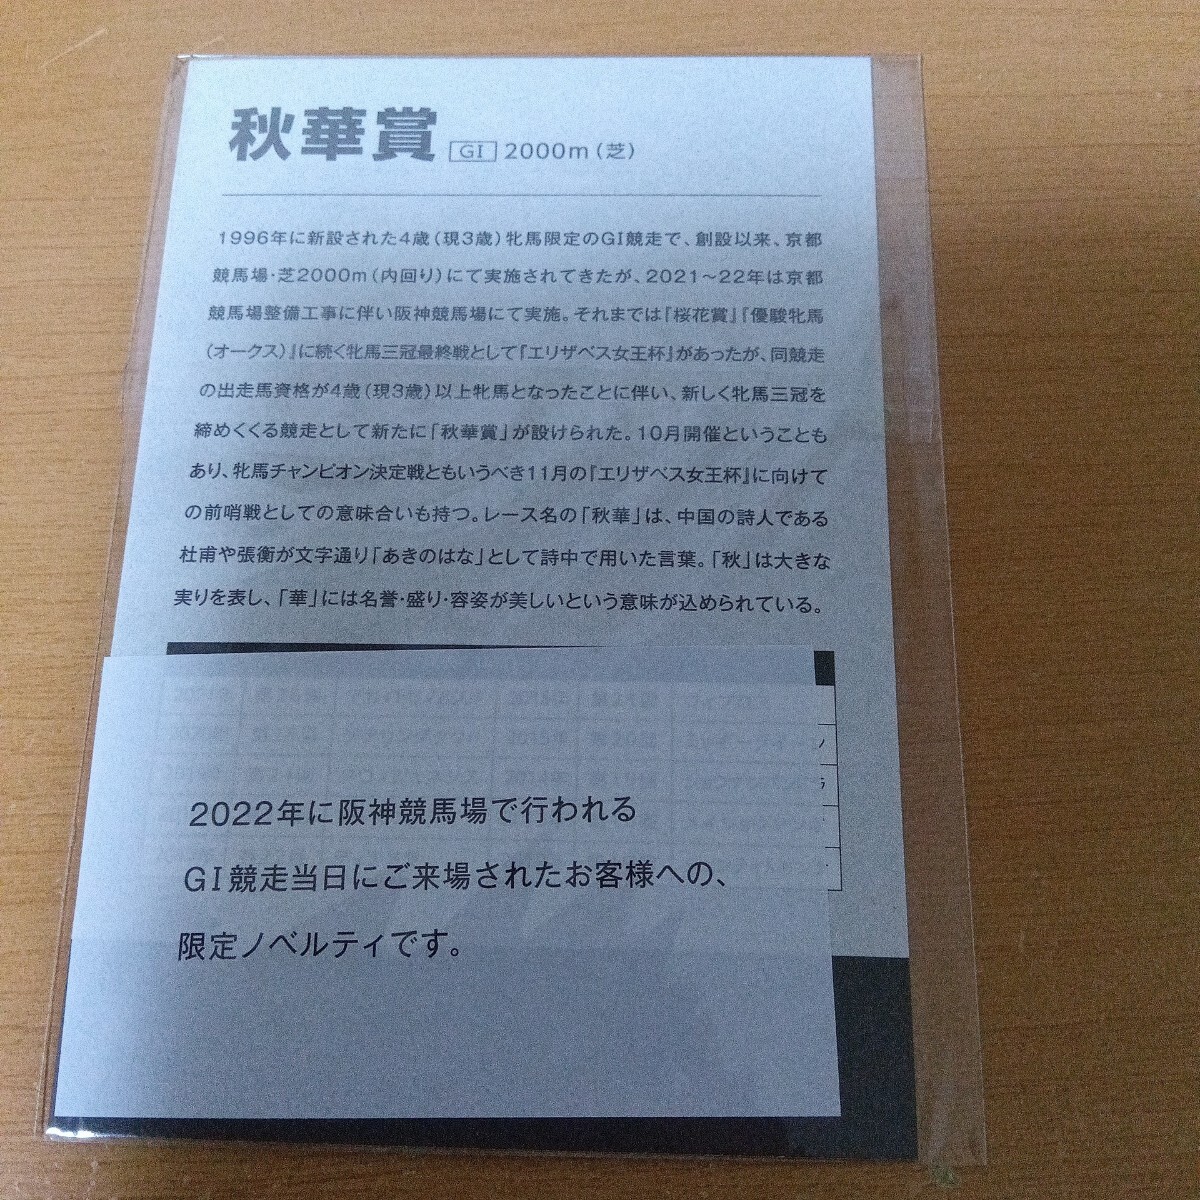 秋華賞 GI 2000m（芝）
1996年に新設された4歳（現3歳）牝馬限定のGI競走で、創設以来、京都
競馬場・芝2000m（内回り）にて実施されてきたが、2021～22年は京都
競馬場整備工事に伴い阪神競馬場にて実施。それまでは『桜花賞』『優駿牝馬
（オークス）』に続く牝馬三冠最終戦として『エリザベス女王杯』があったが、同競走
の出走馬資格が4歳（現3歳）以上牝馬となったことに伴い、新しく牝馬三冠を
締めくくる競走として新たに「秋華賞」が設けられた。10月開催ということも
あり、牝馬チャンピオン決定戦ともいうべき11月の『エリザベス女王杯』に向けて
の前哨戦としての意味合いも持つ。レース名の「秋華」は、中国の詩人である
杜甫や張衡が文字通り「あきのはな」として詩中で用いた言葉。「秋」は大きな
実りを表し、「華」には名誉・盛り・容姿が美しいという意味が込められている。
2022年に阪神競馬場で行われる
GI競走当日にご来場されたお客様への、
限定ノベルティです。